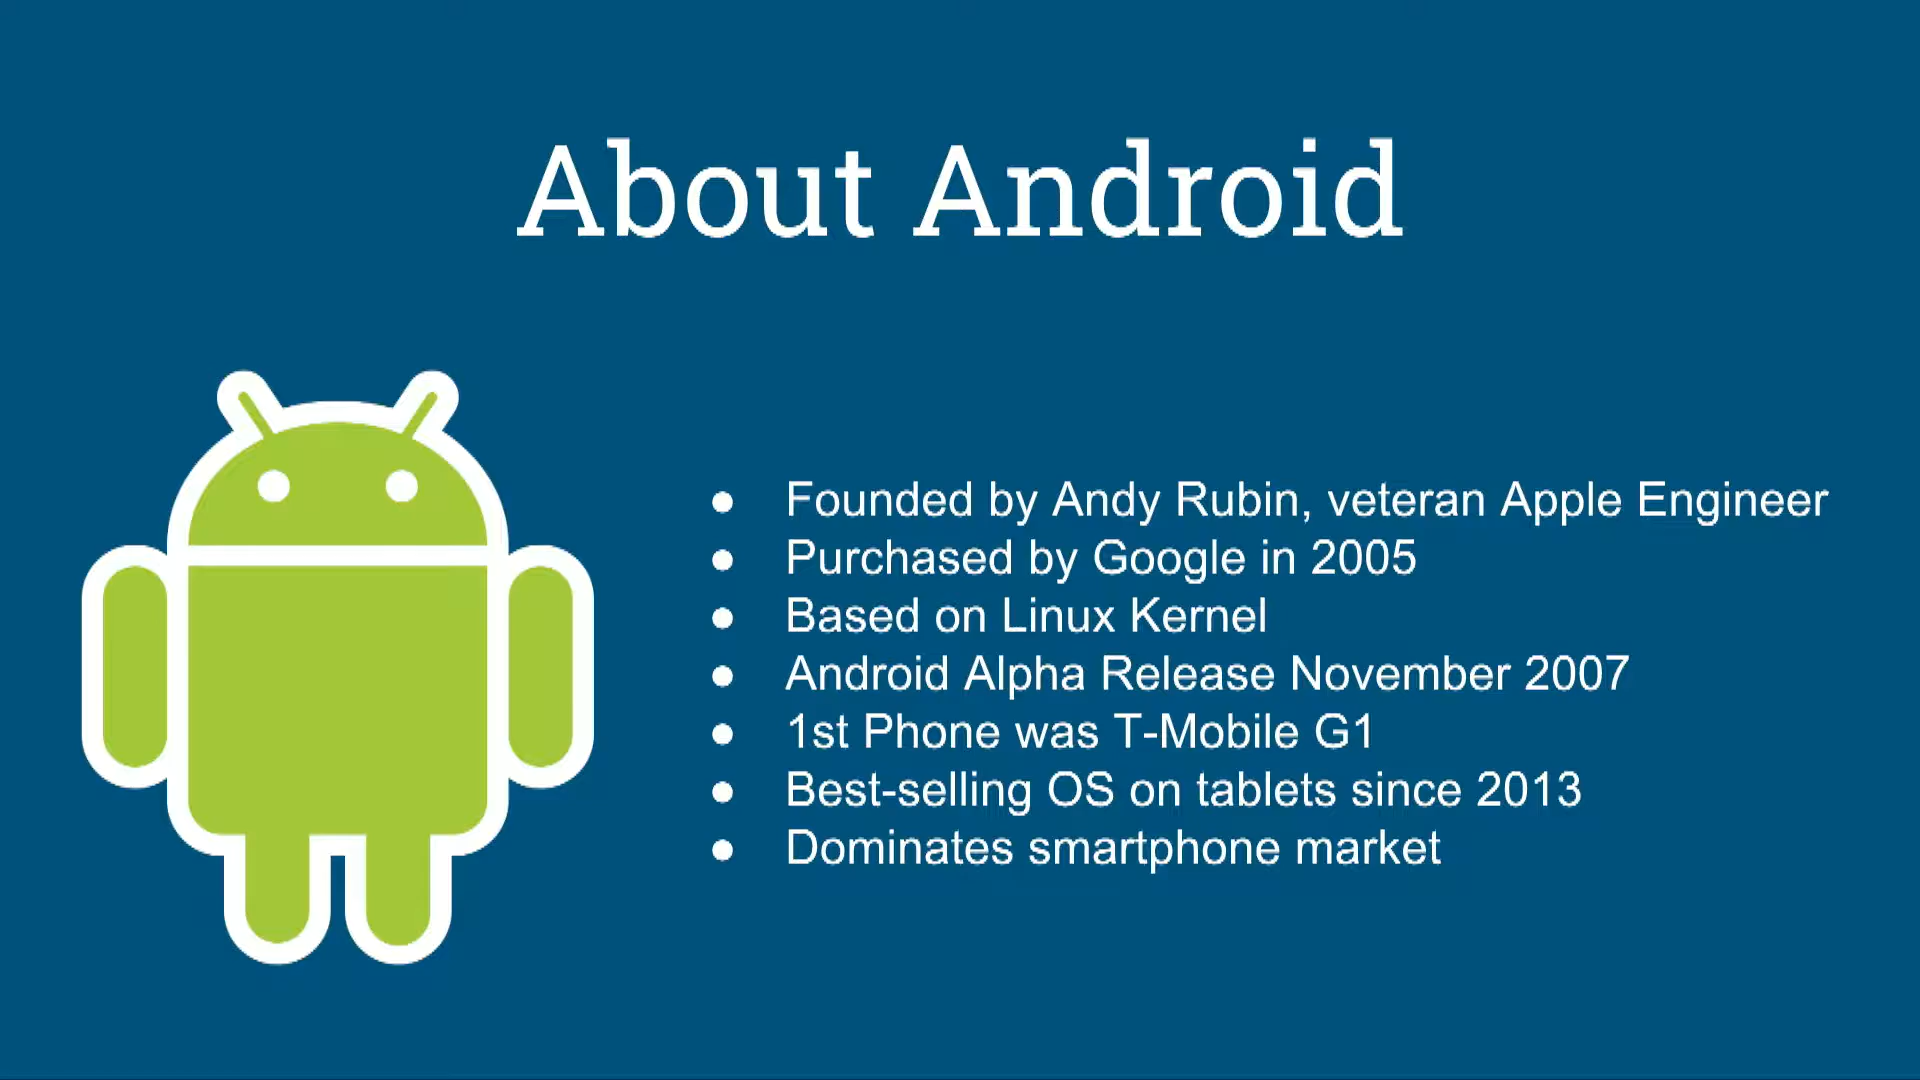 About Android
● Founded by Andy Rubin, veteran Apple Engineer
● Purchased by Google in 2005
● Based on Linux Kernel
● Android Alpha Release November 2007
● 1st Phone was T-Mobile G1
● Best-selling OS on tablets since 2013
● Dominates smartphone market